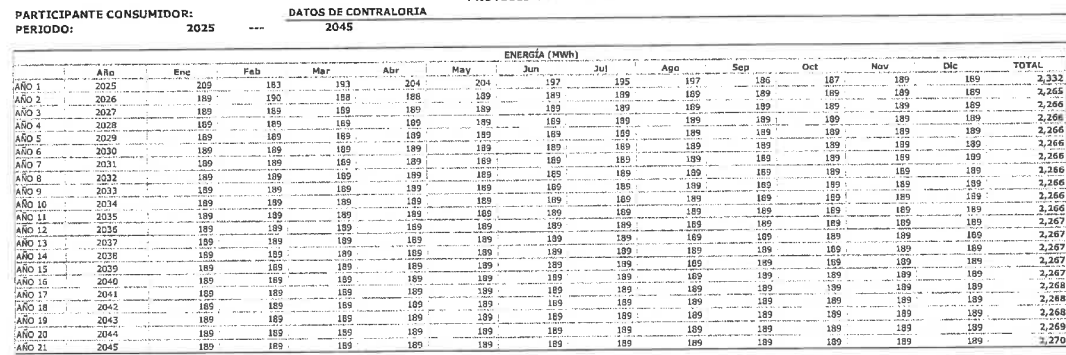 PARTICIPANTE CONSUMIDOR: DATOS DE CONTRALORIA
PERIODO: 2025 --- 2045
ENERGÍA (MWh)
Año Ene Feb Mar Abr May Jun Jul Ago Sep Oct Nov Dic TOTAL
AÑO 1 2025 209 183 193 204 204 197 195 197 186 187 189 189 2,332
AÑO 2 2026 189 190 188 188 189 189 189 189 189 189 189 189 2,265
AÑO 3 2027 189 189 189 189 189 189 189 189 189 189 189 189 2,266
AÑO 4 2028 189 189 189 189 189 189 189 189 189 189 189 189 2,266
AÑO 5 2029 189 189 189 189 189 189 189 189 189 189 189 189 2,266
AÑO 6 2030 189 189 189 189 189 189 189 189 189 189 189 189 2,266
AÑO 7 2031 189 189 189 189 189 189 189 189 189 189 189 189 2,266
AÑO 8 2032 189 189 189 189 189 189 189 189 189 189 189 189 2,266
AÑO 9 2033 189 189 189 189 189 189 189 189 189 189 189 189 2,266
AÑO 10 2034 189 189 189 189 189 189 189 189 189 189 189 189 2,266
AÑO 11 2035 189 189 189 189 189 189 189 189 189 189 189 189 2,266
AÑO 12 2036 189 189 189 189 189 189 189 189 189 189 189 189 2,267
AÑO 13 2037 189 189 189 189 189 189 189 189 189 189 189 189 2,267
AÑO 14 2038 189 189 189 189 189 189 189 189 189 189 189 189 2,267
AÑO 15 2039 189 189 189 189 189 189 189 189 189 189 189 189 2,267
AÑO 16 2040 189 189 189 189 189 189 189 189 189 189 189 189 2,267
AÑO 17 2041 189 189 189 189 189 189 189 189 189 189 189 189 2,268
AÑO 18 2042 189 189 189 189 189 189 189 189 189 189 189 189 2,268
AÑO 19 2043 189 189 189 189 189 189 189 189 189 189 189 189 2,268
AÑO 20 2044 189 189 189 189 189 189 189 189 189 189 189 189 2,269
AÑO 21 2045 189 189 189 189 189 189 189 189 189 189 189 189 2,270